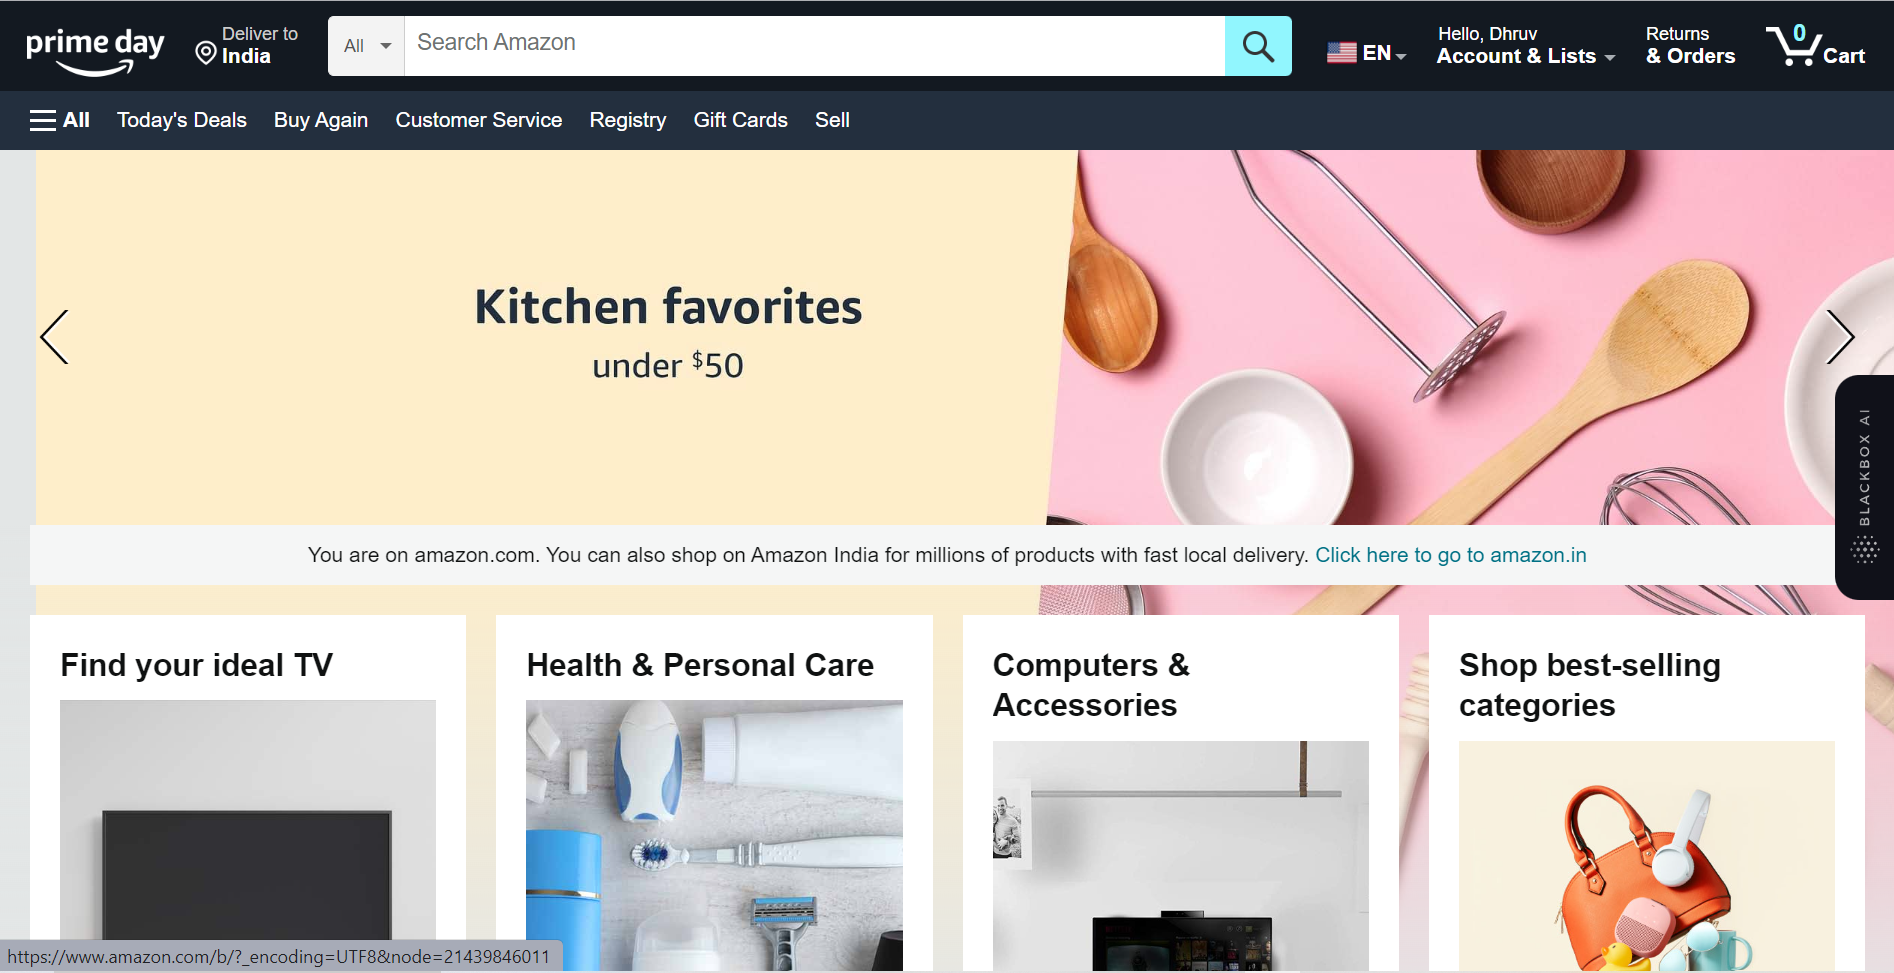 prime day
Deliver to
India
All
Search Amazon
EN
Hello, Dhruv
Account & Lists
Returns
& Orders
0
Cart
All
Today's Deals
Buy Again
Customer Service
Registry
Gift Cards
Sell
Kitchen favorites
under $50
BLACKBOX AI
You are on amazon.com. You can also shop on Amazon India for millions of products with fast local delivery. Click here to go to amazon.in
Find your ideal TV
Health & Personal Care
Computers &
Accessories
Shop best-selling
categories
https://www.amazon.com/b/?_encoding=UTF8&node=21439846011